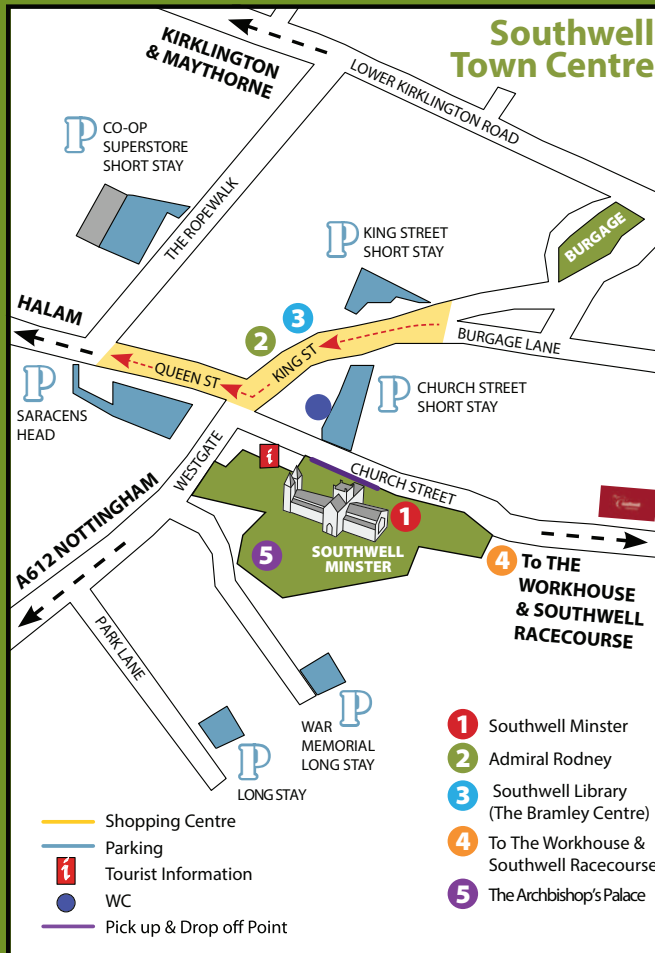 Southwell
Town Centre
KIRKLINGTON
& MAYTHORNE
LOWER KIRKLINGTON ROAD
P
CO-OP
SUPERSTORE
SHORT STAY
THE ROPEWALK
P
KING STREET
SHORT STAY
BURGAGE
HALAM
3
2
KING ST
QUEEN ST
BURGAGE LANE
P
SARACENS
HEAD
P
CHURCH STREET
SHORT STAY
WESTGATE
i
CHURCH STREET
1
SOUTHWELL
MINSTER
5
A612 NOTTINGHAM
4
To THE
WORKHOUSE
& SOUTHWELL
RACECOURSE
PARK LANE
P
WAR
MEMORIAL
LONG STAY
P
LONG STAY
Shopping Centre
Parking
i
Tourist Information
WC
Pick up & Drop off Point
1 Southwell Minster
2 Admiral Rodney
3 Southwell Library
(The Bramley Centre)
4 To The Workhouse &
Southwell Racecourse
5 The Archbishop's Palace